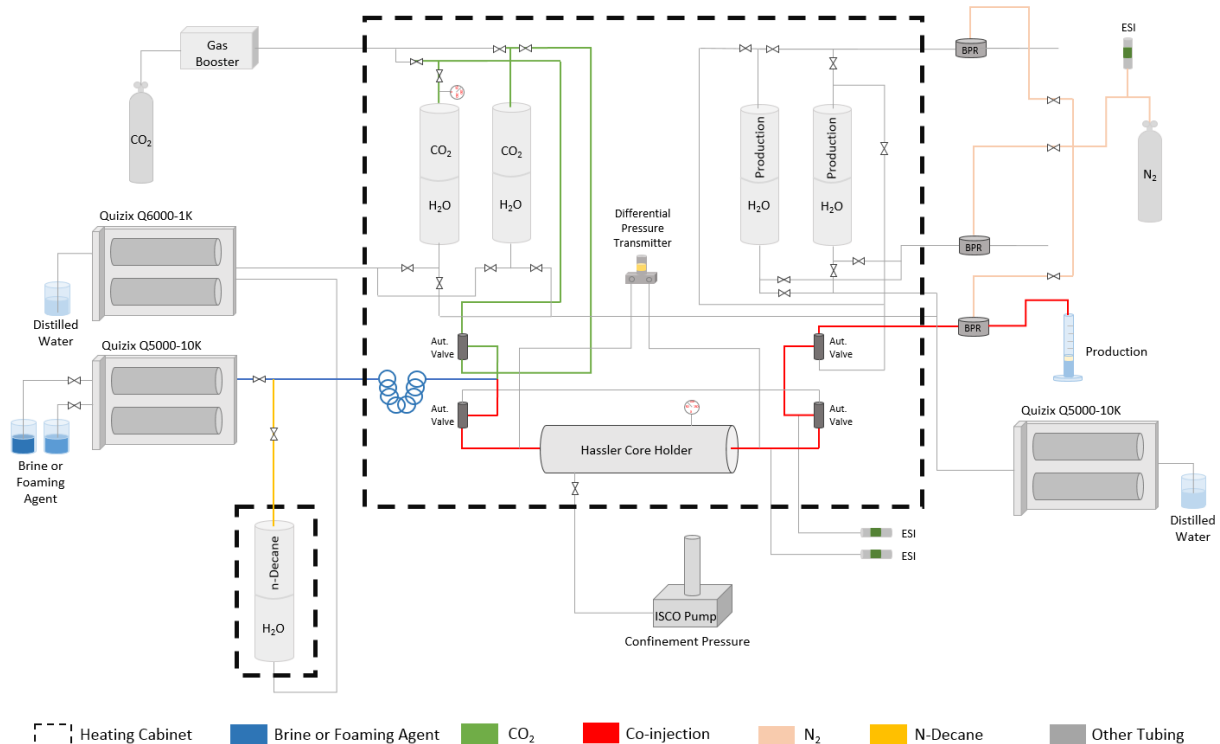 Gas
Booster
CO2
CO2
H2O
CO2
H2O
Production
H2O
Production
H2O
BPR
ESI
N2
Quizix Q6000-1K
Distilled
Water
Differential
Pressure
Transmitter
BPR
BPR
Production
Quizix Q5000-10K
Brine or
Foaming
Agent
Aut.
Valve
Aut.
Valve
Aut.
Valve
Aut.
Valve
Hassler Core Holder
Quizix Q5000-10K
Distilled
Water
ESI
ESI
n-Decane
H2O
ISCO Pump
Confinement Pressure
Heating Cabinet
Brine or Foaming Agent
CO2
Co-injection
N2
N-Decane
Other Tubing